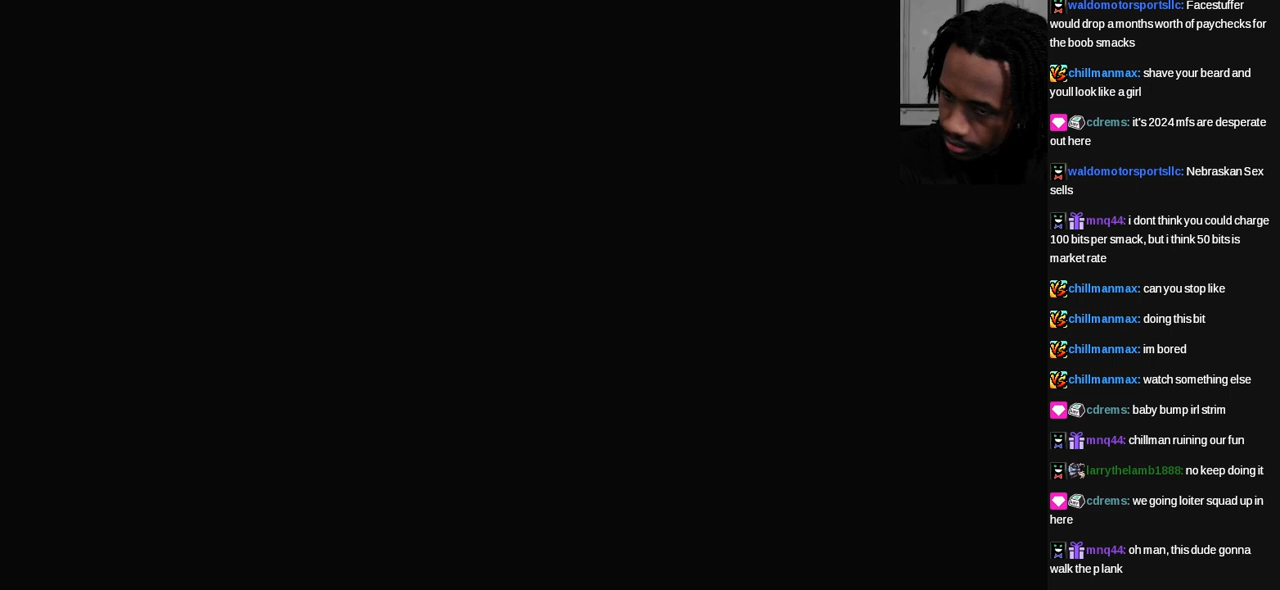 waldomotorsportsllc: Facestuffer
would drop a months worth of paychecks for
the boob smacks
chillmanmax: shave your beard and
youll look like a girl
cdrems: it's 2024 mfs are desperate
out here
waldomotorsportsllc: Nebraskan Sex
sells
mnq44: i dont think you could charge
100 bits per smack, but i think 50 bits is
market rate
chillmanmax: can you stop like
chillmanmax: doing this bit
chillmanmax: im bored
chillmanmax: watch something else
cdrems: baby bump irl strim
mnq44: chillman ruining our fun
larrythelamb1888: no keep doing it
cdrems: we going loiter squad up in
here
mnq44: oh man, this dude gonna
walk the p lank